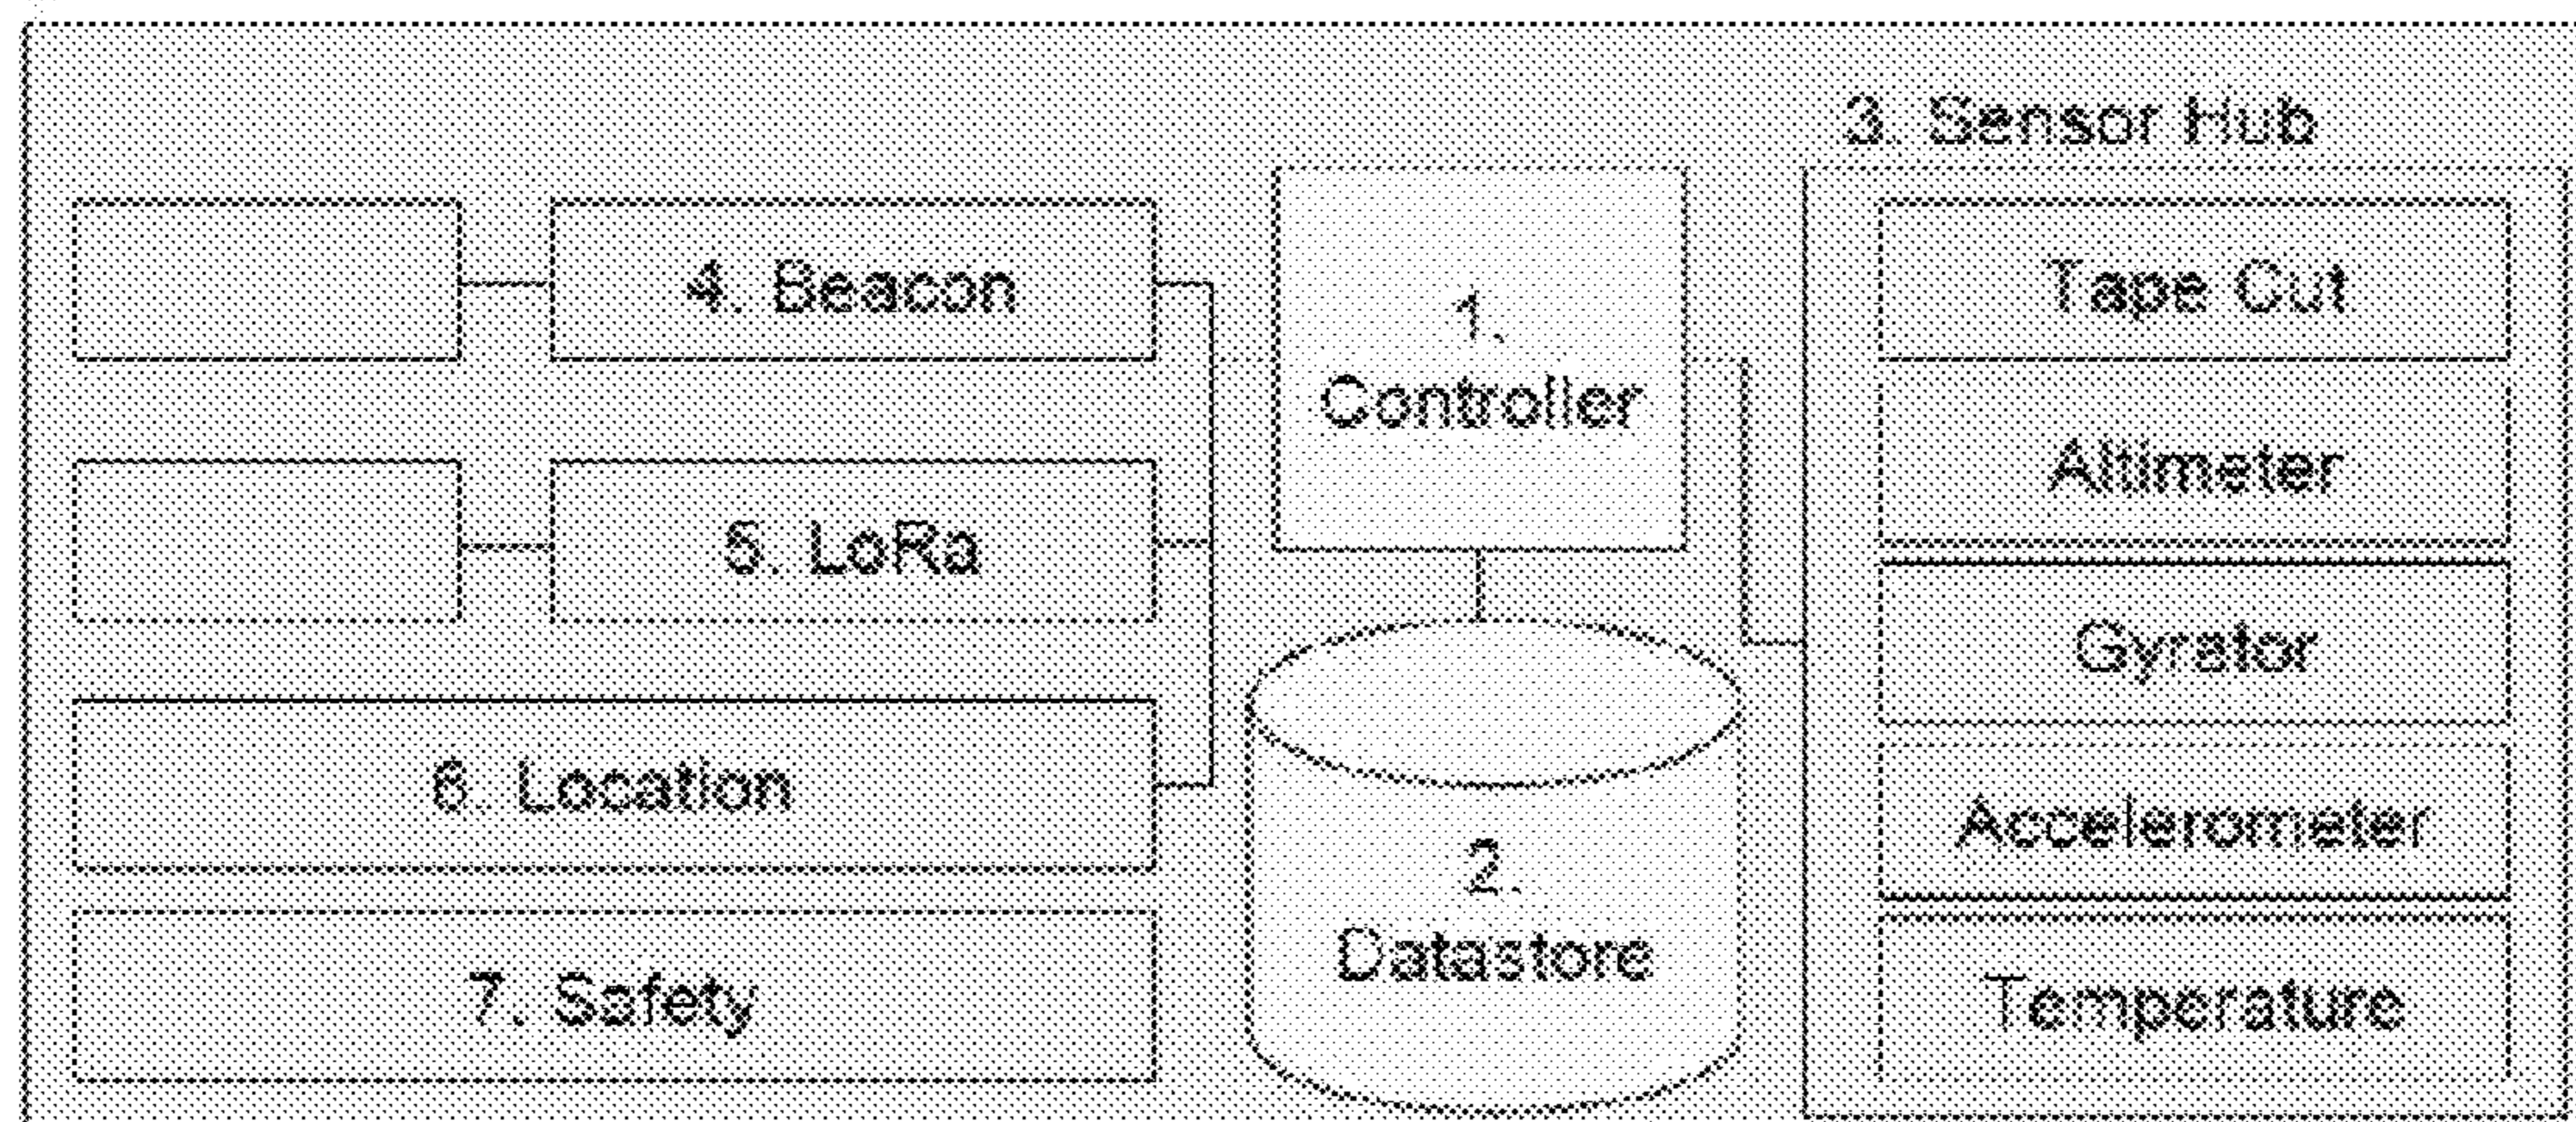 3. Sensor Hub
4. Beacon
1.
Controller
Tape Cut
Altimeter
5. LoRa
Gyrator
6. Location
Accelerometer
2.
Datastore
7. Safety
Temperature